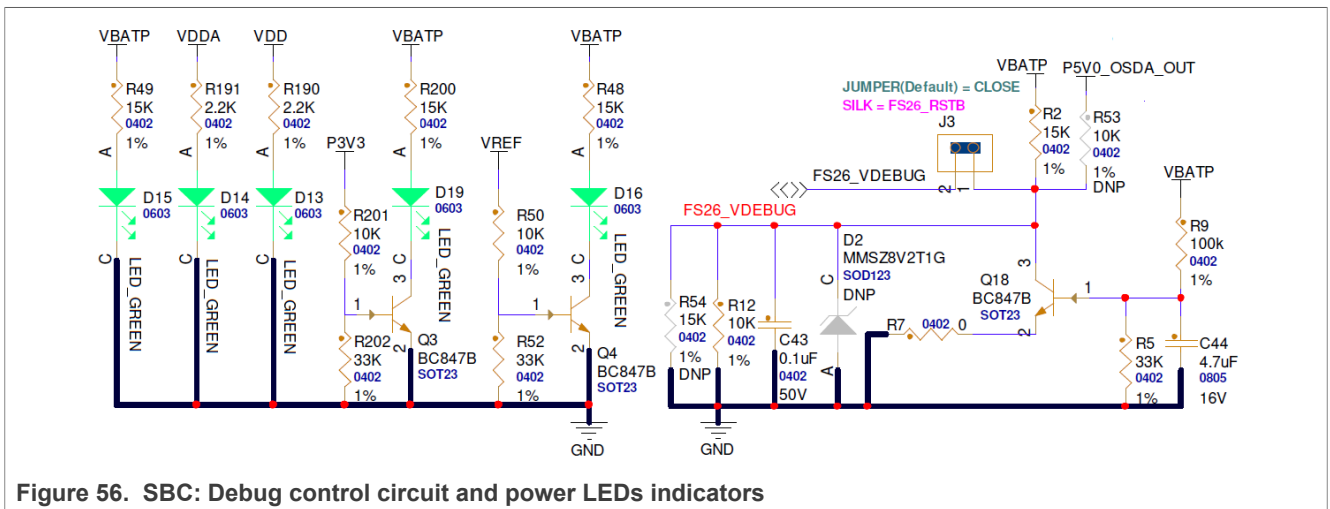 VBATP
VDDA
VDD
VBATP
VBATP
R49
15K
0402
1%
A
D15
0603
C
LED_GREEN
R191
2.2K
0402
1%
A
D14
0603
C
LED_GREEN
R190
2.2K
0402
1%
A
D13
0603
C
LED_GREEN
P3V3
R201
10K
0402
1%
R202
33K
0402
1%
R200
15K
0402
1%
A
D19
0603
C
LED_GREEN
1
3
2
Q3
BC847B
SOT23
VREF
R50
10K
0402
1%
R52
33K
0402
1%
R48
15K
0402
1%
A
D16
0603
C
LED_GREEN
1
3
2
Q4
BC847B
SOT23
GND
JUMPER(Default) = CLOSE
SILK = FS26_RSTB
J3
2
1
FS26_VDEBUG
FS26_VDEBUG
VBATP
R2
15K
0402
1%
P5V0_OSDA_OUT
R53
10K
0402
1%
DNP
VBATP
R9
100k
0402
1%
R54
15K
0402
1%
DNP
R12
10K
0402
1%
C43
0.1uF
0402
50V
D2
MMSZ8V2T1G
SOD123
DNP
C
A
R7
0402
0
Q18
BC847B
SOT23
3
1
2
R5
33K
0402
1%
C44
4.7uF
0805
16V
GND
Figure 56. SBC: Debug control circuit and power LEDs indicators